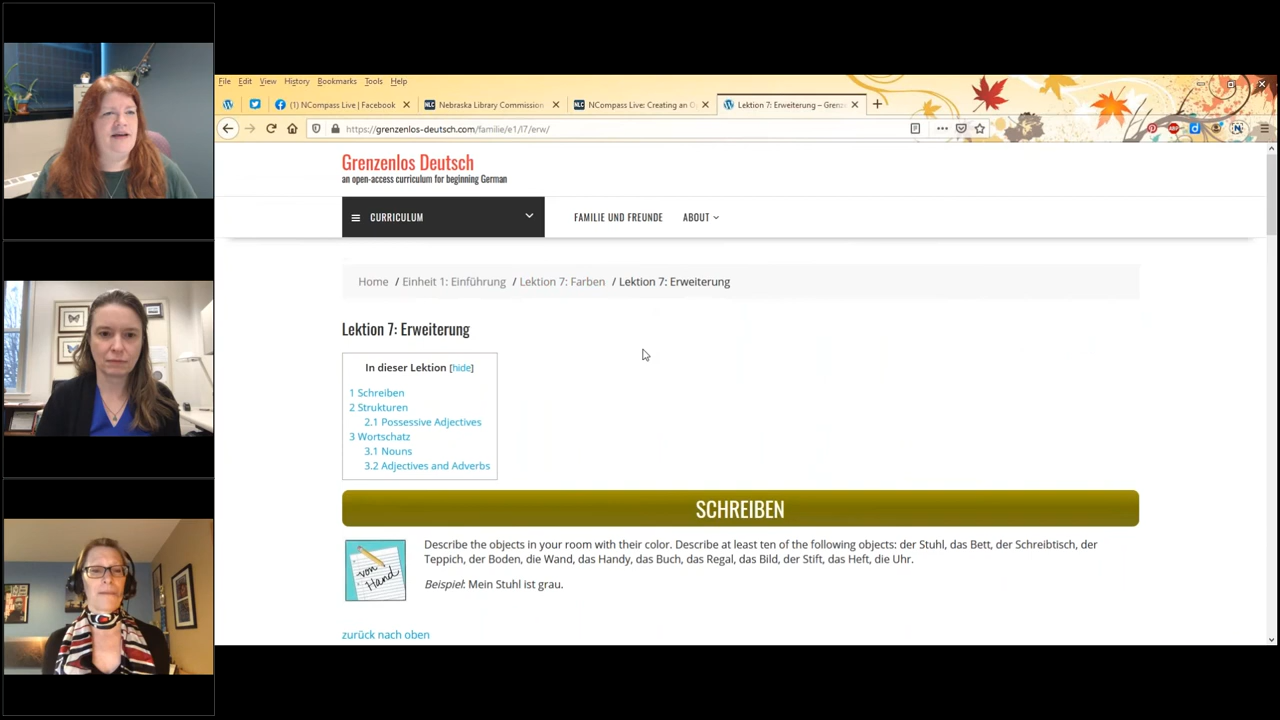 File Edit View History Bookmarks Tools Help
(1) NCompass Live | Facebook
Nebraska Library Commission
NCompass Live: Creating an Op
Lektion 7: Erweiterung – Grenz
https://grenzenlos-deutsch.com/familie/e1/l7/erw/
Grenzenlos Deutsch
an open-access curriculum for beginning German
CURRICULUM
FAMILIE UND FREUNDE
ABOUT
Home / Einheit 1: Einführung / Lektion 7: Farben / Lektion 7: Erweiterung
Lektion 7: Erweiterung
In dieser Lektion [hide]
1 Schreiben
2 Strukturen
2.1 Possessive Adjectives
3 Wortschatz
3.1 Nouns
3.2 Adjectives and Adverbs
SCHREIBEN
von Hand
Describe the objects in your room with their color. Describe at least ten of the following objects: der Stuhl, das Bett, der Schreibtisch, der
Teppich, der Boden, die Wand, das Handy, das Buch, das Regal, das Bild, der Stift, das Heft, die Uhr.
Beispiel: Mein Stuhl ist grau.
zurück nach oben